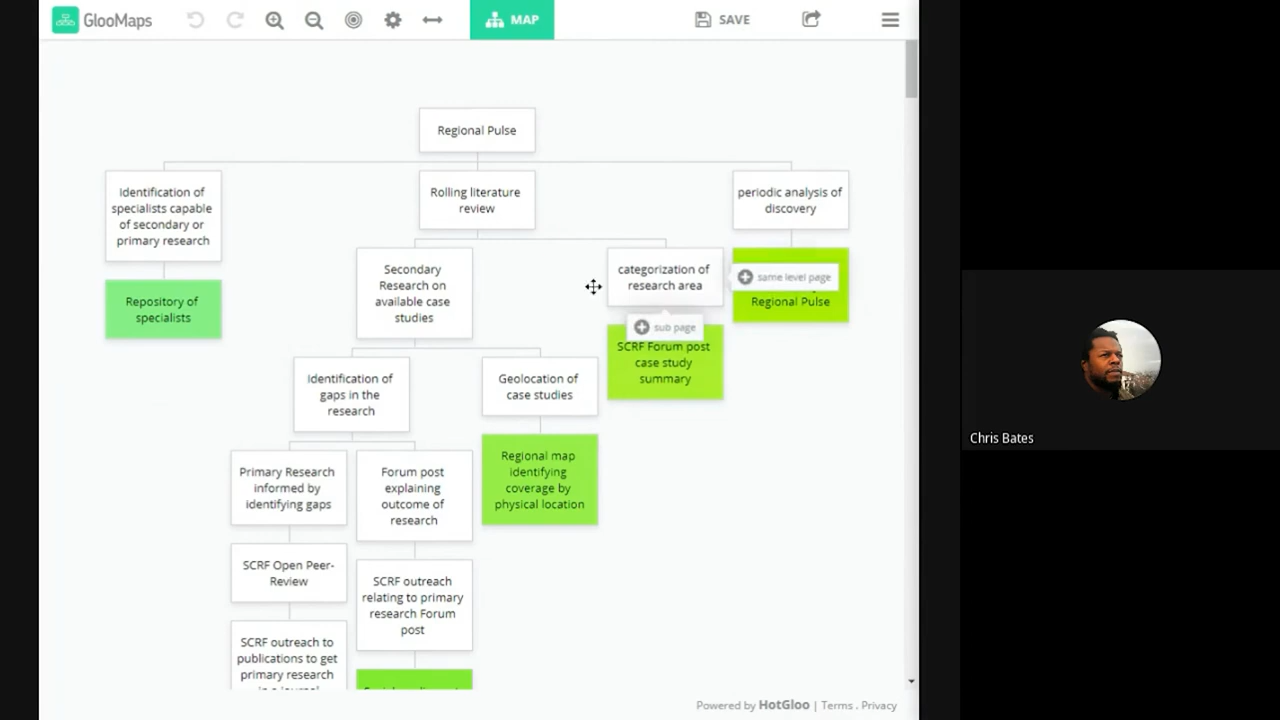 GlooMaps
MAP
SAVE
Regional Pulse
Identification of
specialists capable
of secondary or
primary research
Rolling literature
review
periodic analysis of
discovery
Repository of
specialists
Secondary
Research on
available case
studies
categorization of
research area
same level page
Regional Pulse
sub page
SCRF Forum post
case study
summary
Identification of
gaps in the
research
Geolocation of
case studies
Primary Research
informed by
identifying gaps
Forum post
explaining
outcome of
research
Regional map
identifying
coverage by
physical location
SCRF Open Peer-
Review
SCRF outreach
relating to primary
research Forum
post
SCRF outreach to
publications to get
primary research
in a journal
Chris Bates
Powered by HotGloo | Terms . Privacy